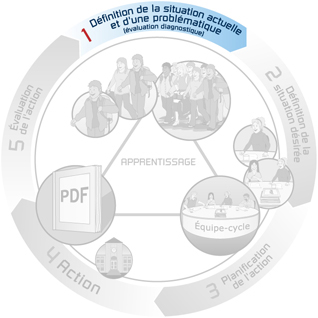 1 Définition de la situation actuelle
et d'une problématique
(évaluation diagnostique)
2 Définition de la
situation désirée
3 Planification
de l'action
4 Action
5 Évaluation
de l'action
APPRENTISSAGE
PDF
Équipe-cycle